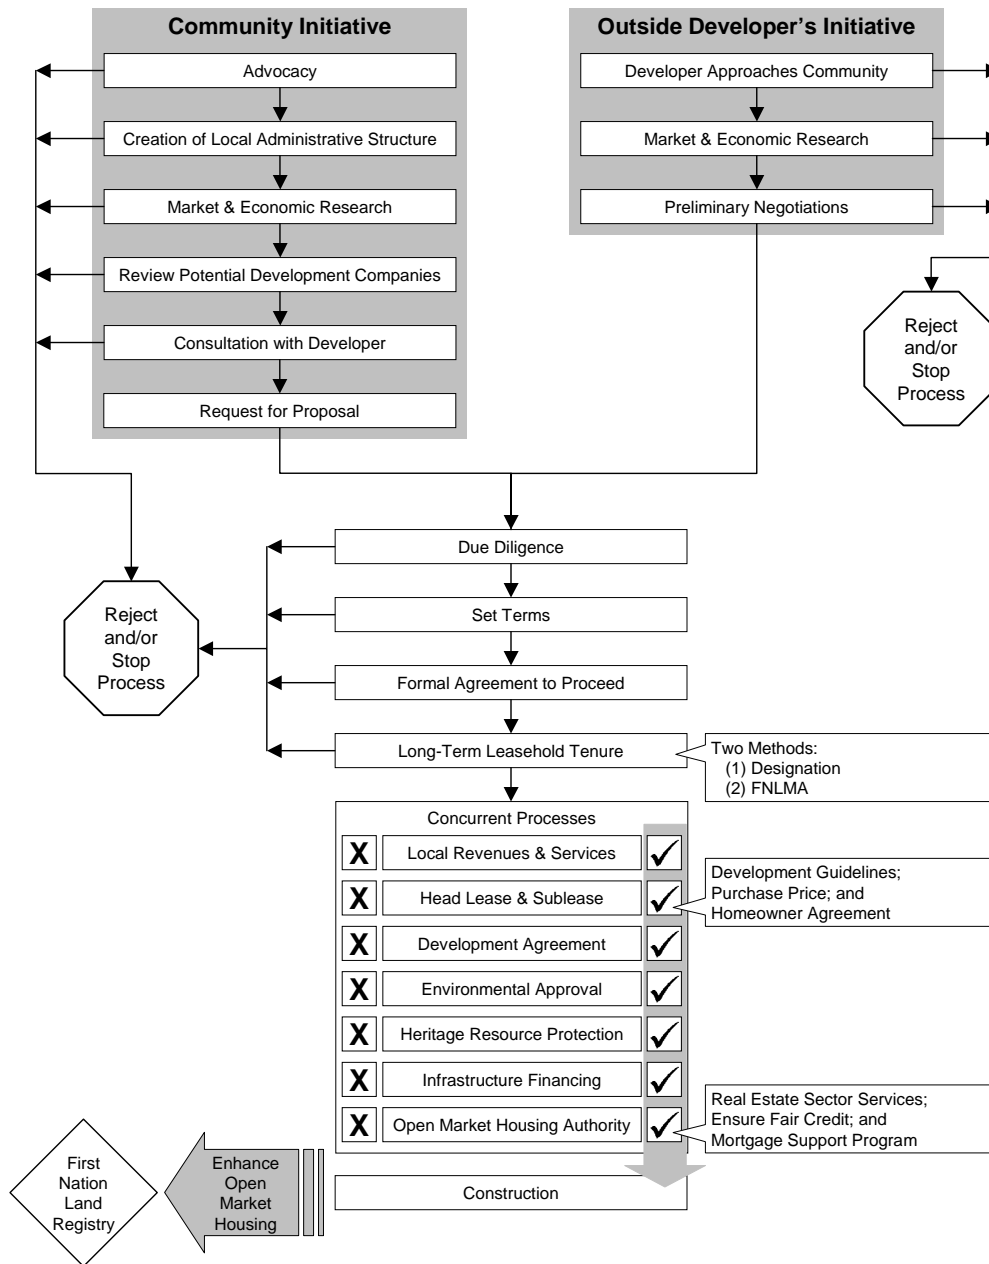 Community Initiative
Advocacy
Creation of Local Administrative Structure
Market & Economic Research
Review Potential Development Companies
Consultation with Developer
Request for Proposal
Outside Developer's Initiative
Developer Approaches Community
Market & Economic Research
Preliminary Negotiations
Reject
and/or
Stop
Process
Due Diligence
Set Terms
Formal Agreement to Proceed
Long-Term Leasehold Tenure
Reject
and/or
Stop
Process
Two Methods:
(1) Designation
(2) FNLMA
Concurrent Processes
X Local Revenues & Services ✓
X Head Lease & Sublease ✓
Development Guidelines;
Purchase Price; and
Homeowner Agreement
X Development Agreement ✓
X Environmental Approval ✓
X Heritage Resource Protection ✓
X Infrastructure Financing ✓
X Open Market Housing Authority ✓
Real Estate Sector Services;
Ensure Fair Credit; and
Mortgage Support Program
Construction
Enhance
Open
Market
Housing
First
Nation
Land
Registry